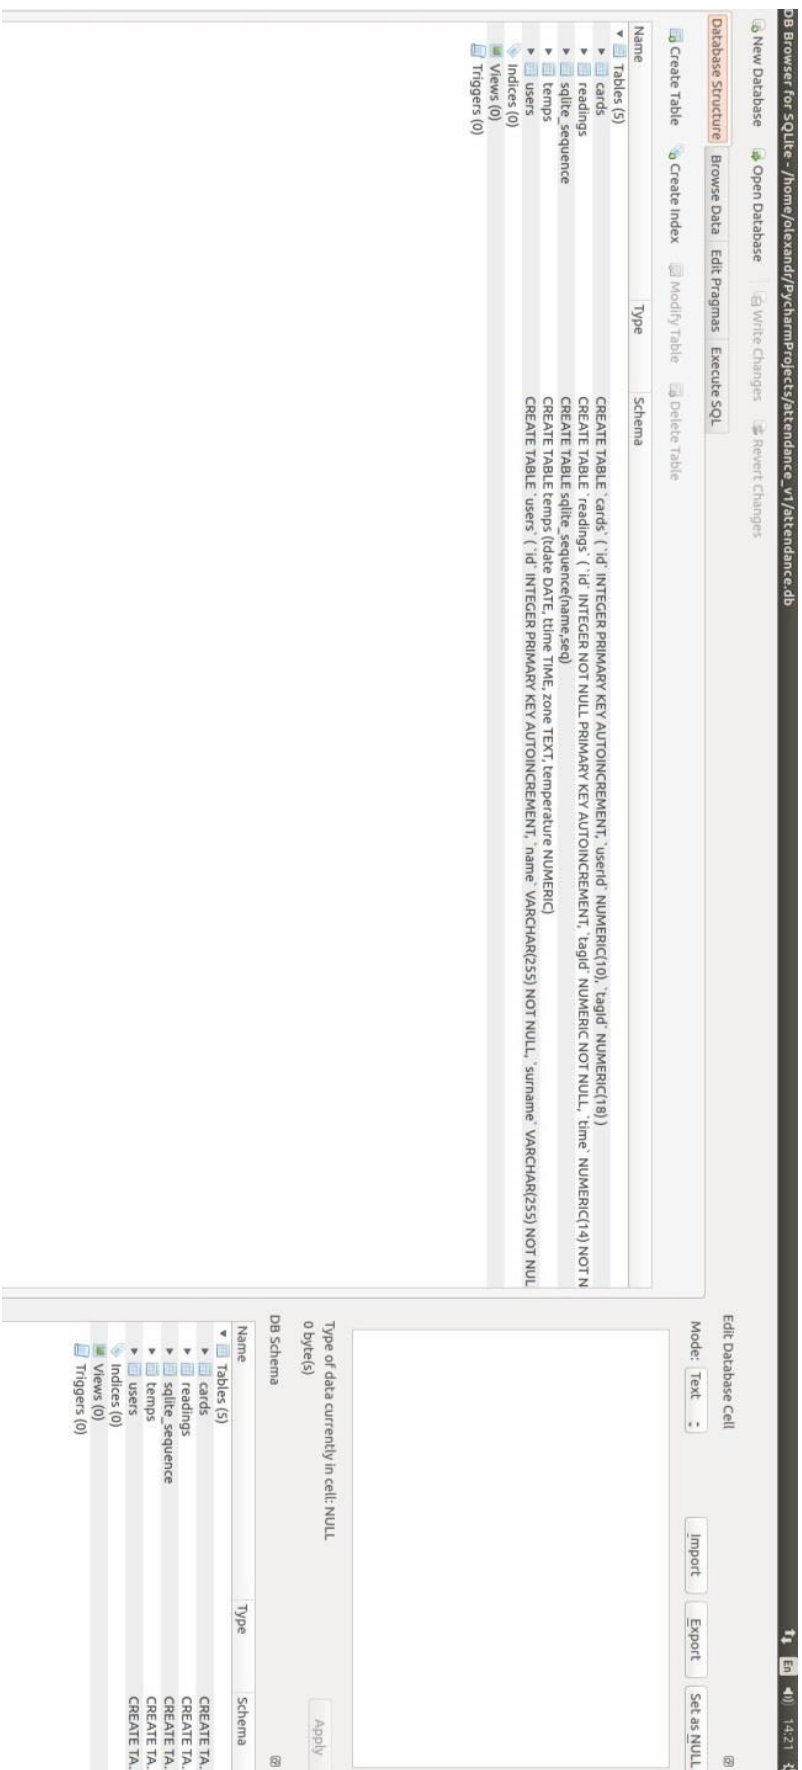 DB Browser for SQLite - /home/olexandr/PycharmProjects/attendance_v1/attendance.db
En 14:21
New Database Open Database Write Changes Revert Changes
Database Structure Browse Data Edit Pragmas Execute SQL
Create Table Create Index Modify Table Delete Table
Name Type Schema
Tables (5)
cards CREATE TABLE `cards` ( `id` INTEGER PRIMARY KEY AUTOINCREMENT, `userId` NUMERIC(10), `tagId` NUMERIC(18) )
readings CREATE TABLE `readings` ( `id` INTEGER NOT NULL PRIMARY KEY AUTOINCREMENT, `tagId` NUMERIC NOT NULL, `time` NUMERIC(14) NOT N
sqlite_sequence CREATE TABLE sqlite_sequence(name,seq)
temps CREATE TABLE temps (tdate DATE, ttime TIME, zone TEXT, temperature NUMERIC)
users CREATE TABLE `users` ( `id` INTEGER PRIMARY KEY AUTOINCREMENT, `name` VARCHAR(255) NOT NULL, `surname` VARCHAR(255) NOT NUL
Indices (0)
Views (0)
Triggers (0)
Edit Database Cell
Mode: Text Import Export Set as NULL
Type of data currently in cell: NULL
0 byte(s)
Apply
DB Schema
Name Type Schema
Tables (5)
cards CREATE TA.
readings CREATE TA.
sqlite_sequence CREATE TA.
temps CREATE TA.
users CREATE TA.
Indices (0)
Views (0)
Triggers (0)